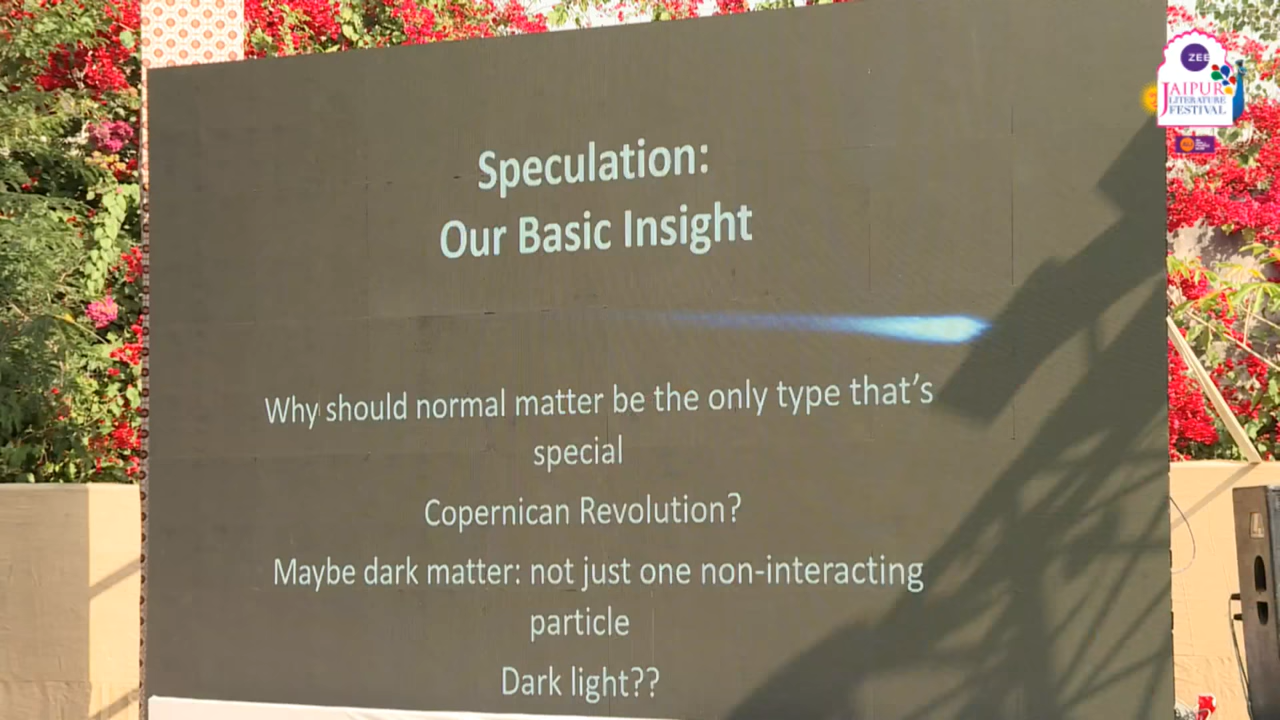 Speculation:
Our Basic Insight
Why should normal matter be the only type that's
special
Copernican Revolution?
Maybe dark matter: not just one non-interacting
particle
Dark light??
ZEE
JAIPUR
LITERATURE
FESTIVAL